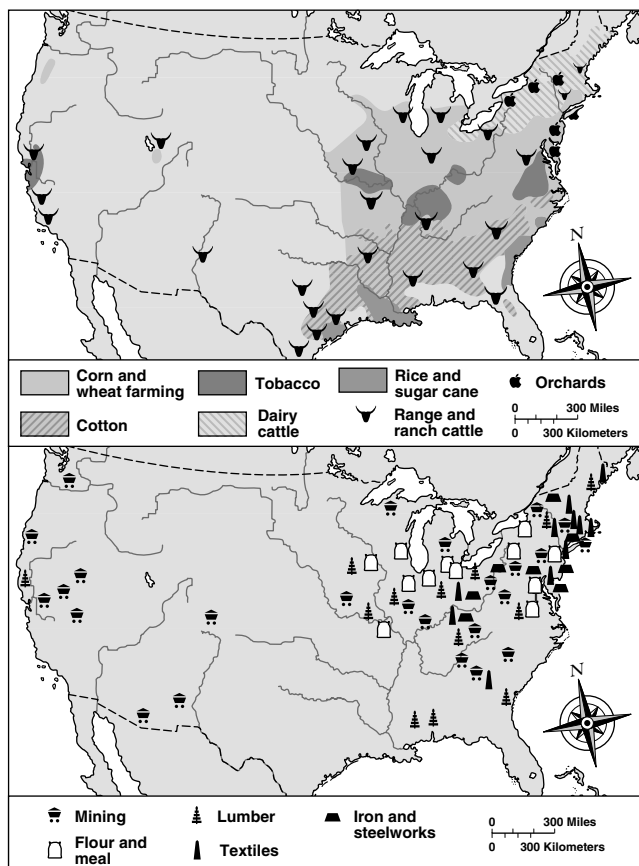 N
Corn and
wheat farming
Tobacco
Rice and
sugar cane
Orchards
Cotton
Dairy
cattle
Range and
ranch cattle
0 300 Miles
0 300 Kilometers
N
Mining
Lumber
Iron and
steelworks
Flour and
meal
Textiles
0 300 Miles
0 300 Kilometers